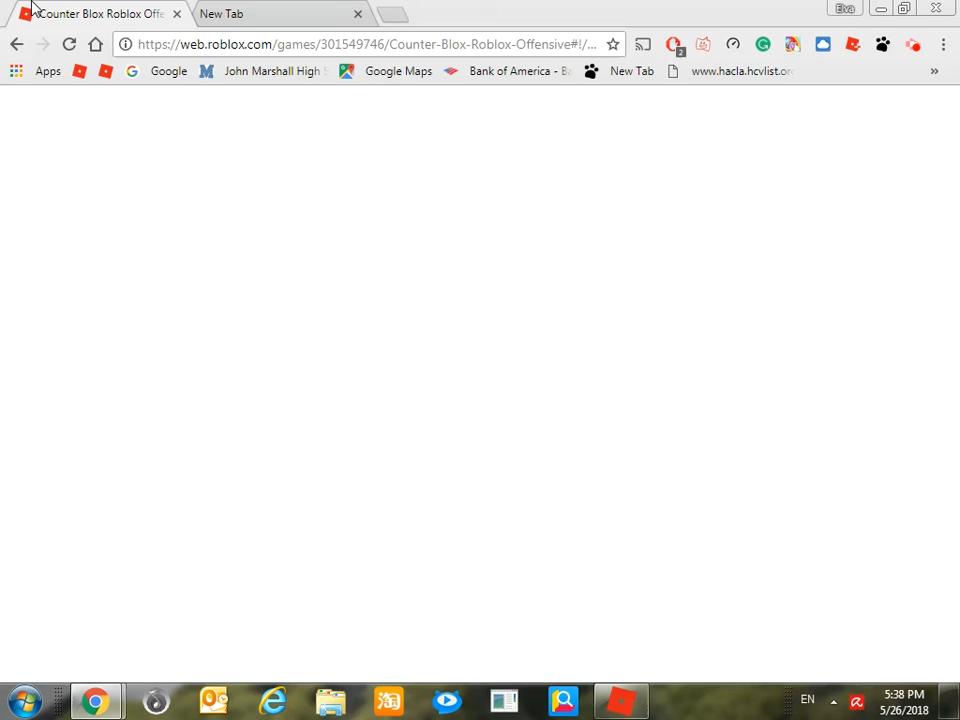 Counter Blox Roblox Offe
New Tab
Elva
https://web.roblox.com/games/301549746/Counter-Blox-Roblox-Offensive#!/...
2
Apps
Google
John Marshall High S
Google Maps
Bank of America - Ba
New Tab
www.hacla.hcvlist.org
»
EN
5:38 PM
5/26/2018